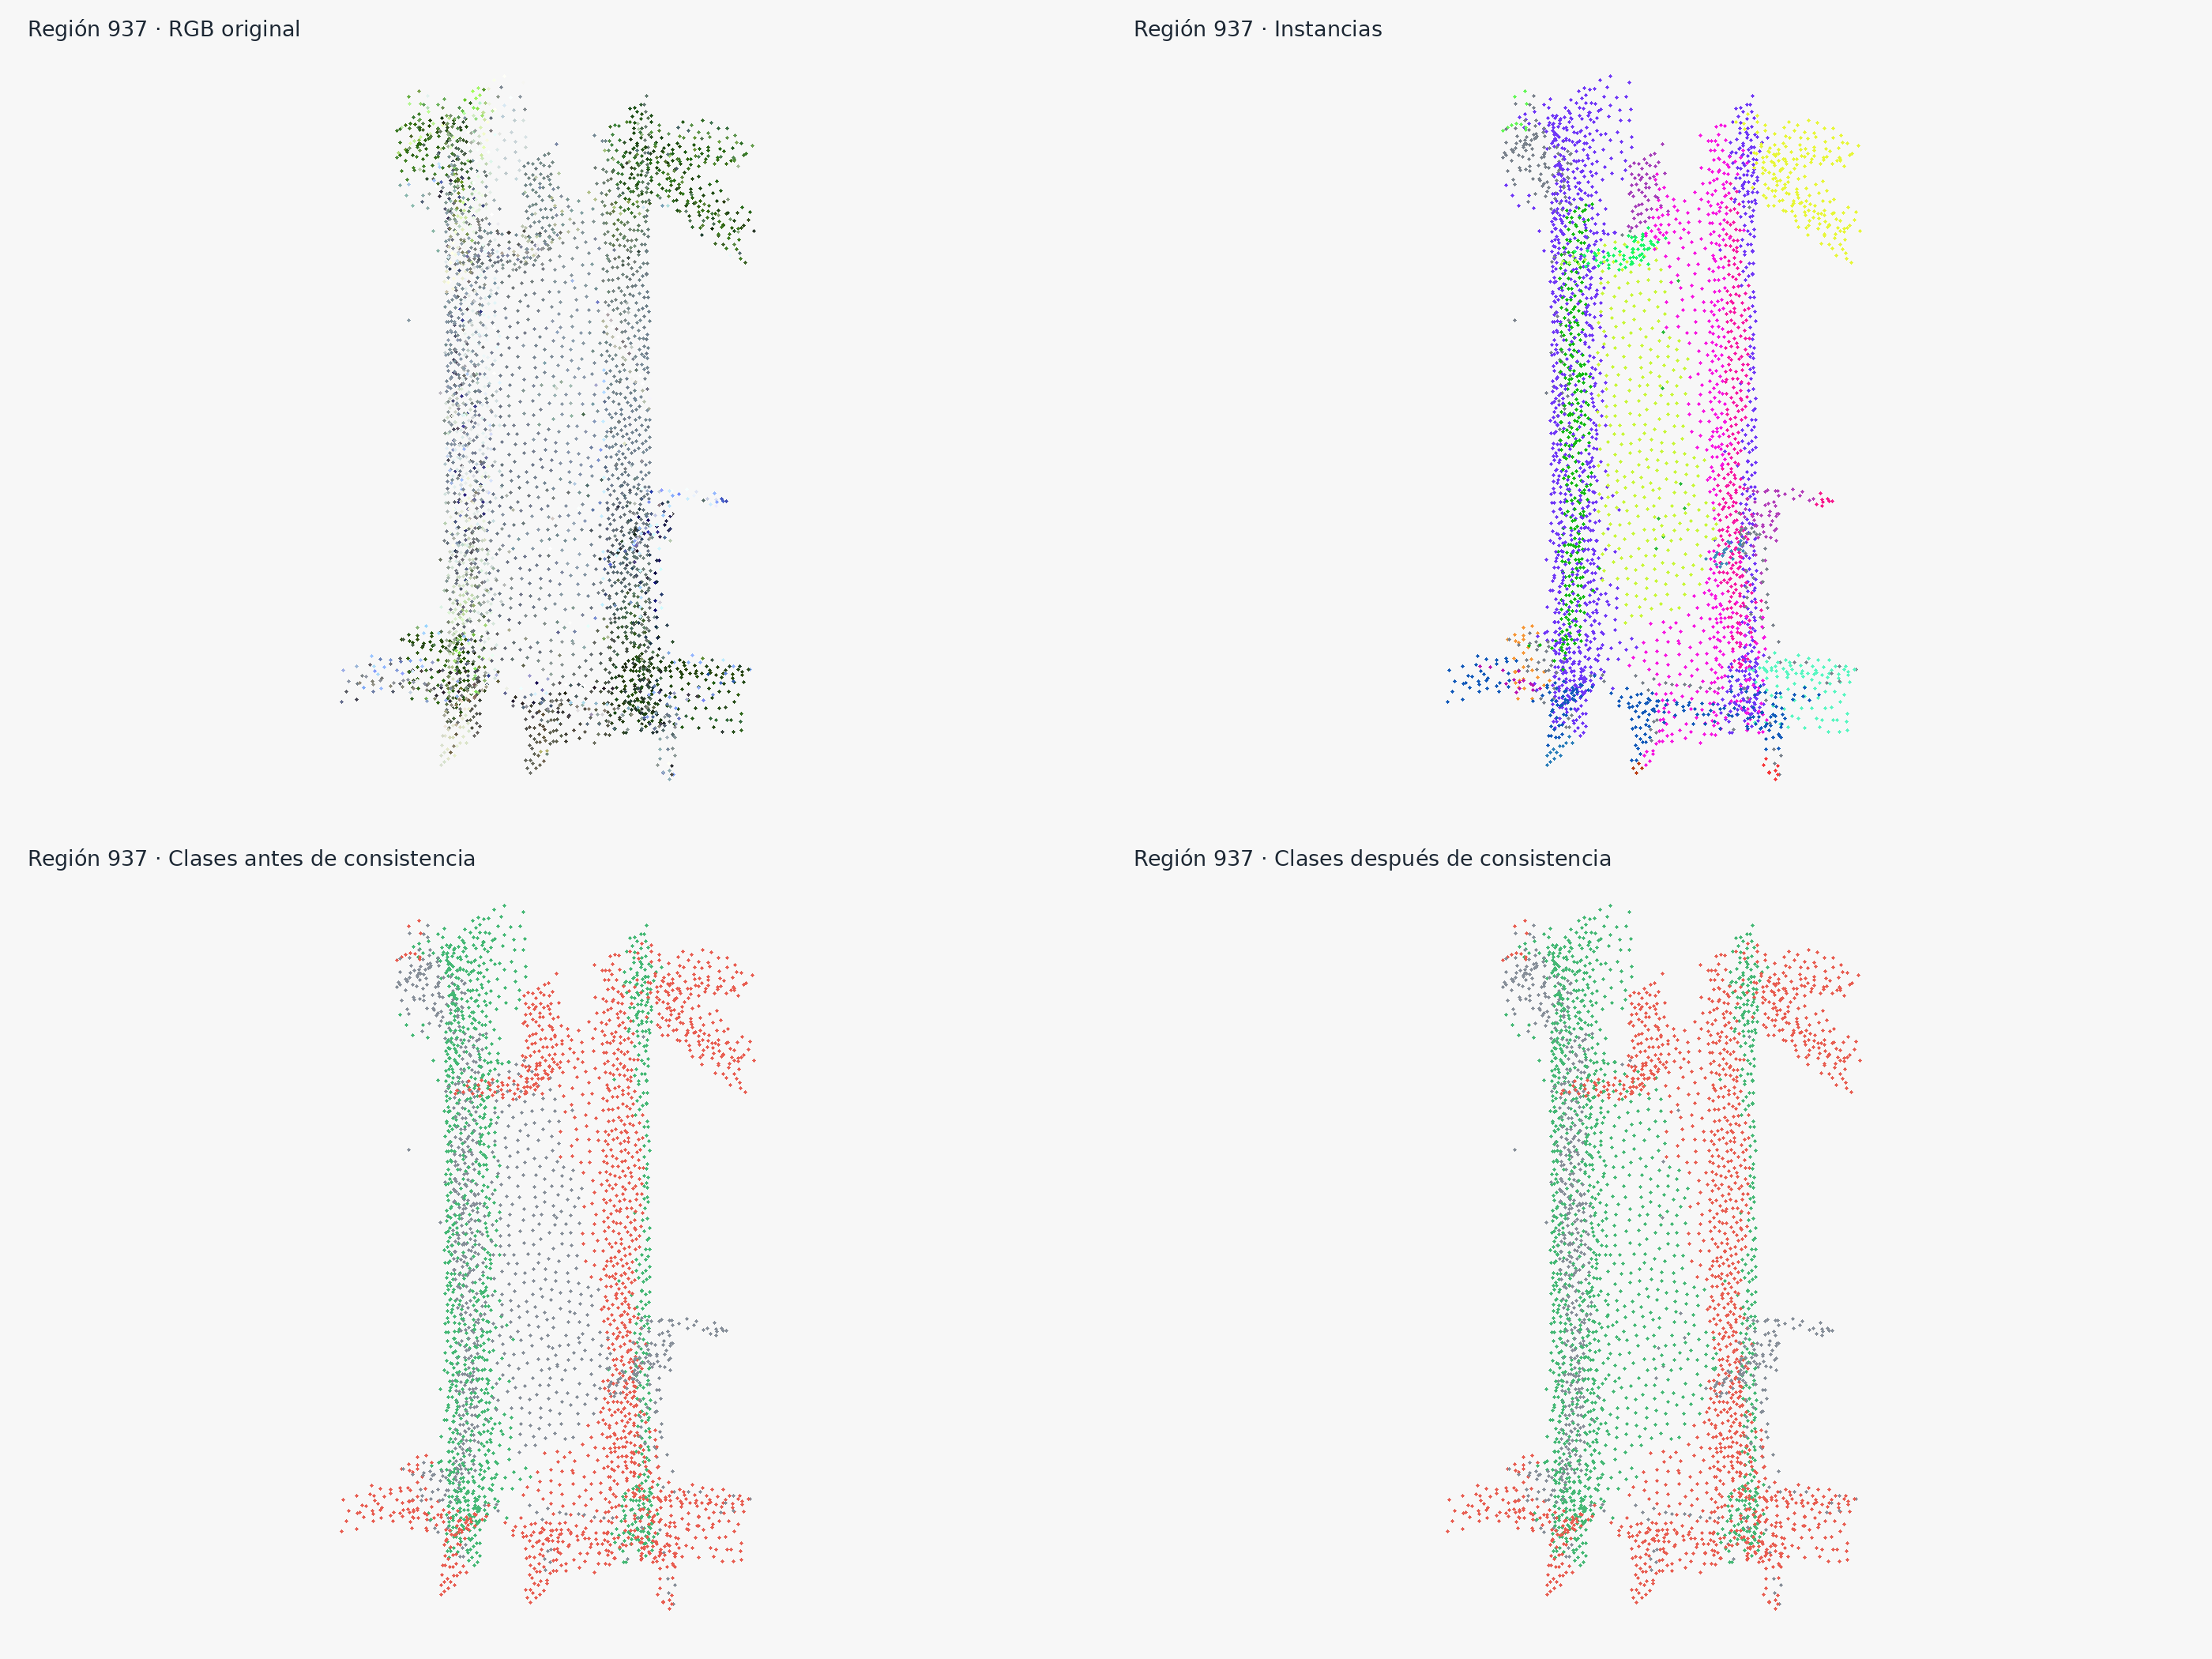 Región 937 · RGB original
Región 937 · Instancias
Región 937 · Clases antes de consistencia
Región 937 · Clases después de consistencia